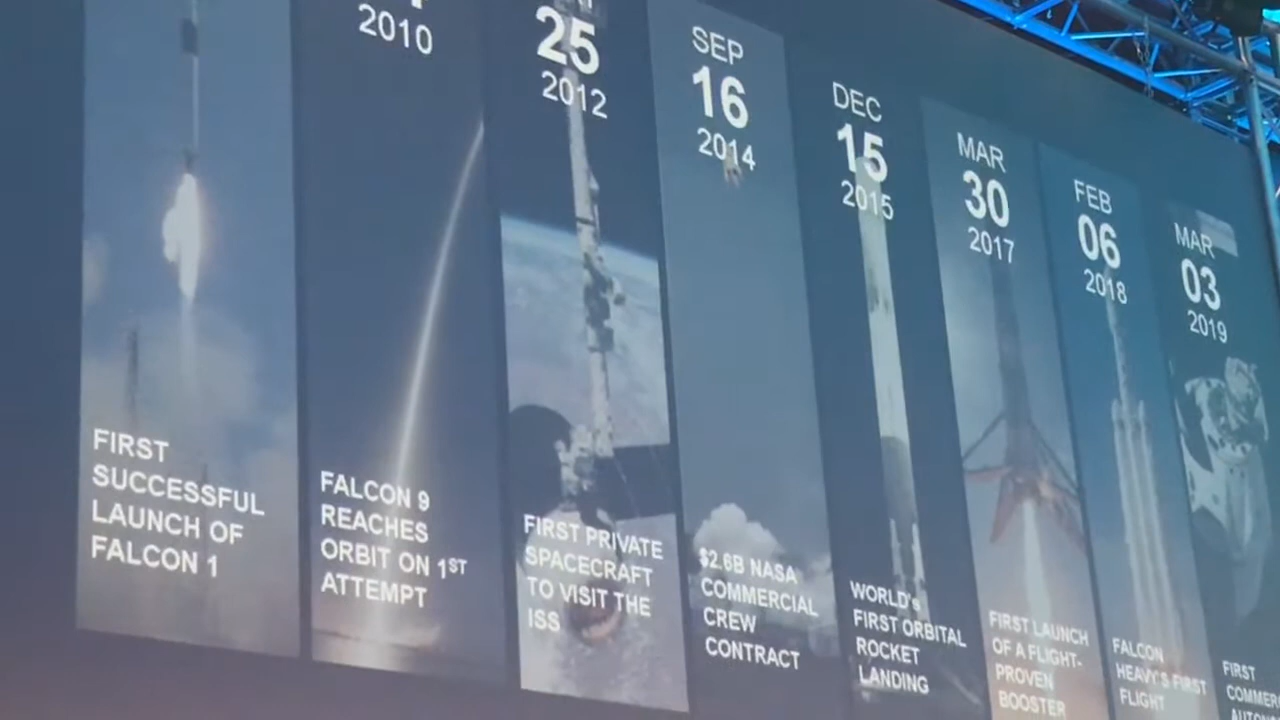 2010
FIRST
SUCCESSFUL
LAUNCH OF
FALCON 1
FALCON 9
REACHES
ORBIT ON 1ST
ATTEMPT
25
2012
FIRST PRIVATE
SPACECRAFT
TO VISIT THE
ISS
SEP
16
2014
$2.6B NASA
COMMERCIAL
CREW
CONTRACT
DEC
15
2015
WORLD's
FIRST ORBITAL
ROCKET
LANDING
MAR
30
2017
FIRST LAUNCH
OF A FLIGHT-
PROVEN
BOOSTER
FEB
06
2018
FALCON
HEAVY'S FIRST
FLIGHT
MAR
03
2019
FIRST